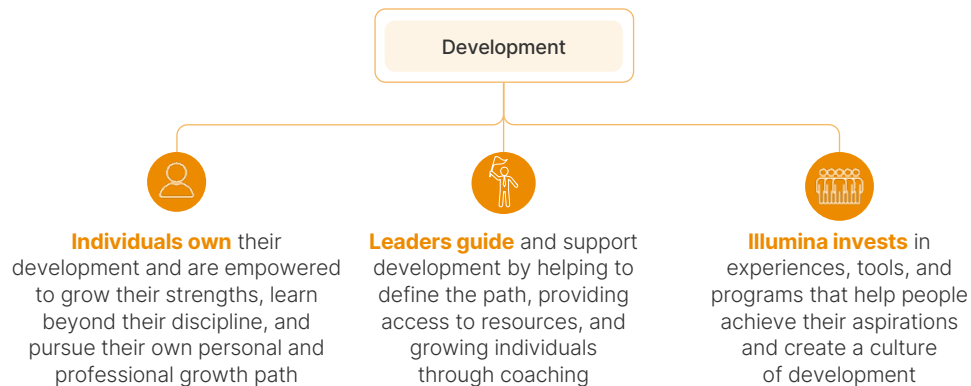 Development
Individuals own their
development and are empowered
to grow their strengths, learn
beyond their discipline, and
pursue their own personal and
professional growth path
Leaders guide and support
development by helping to
define the path, providing
access to resources, and
growing individuals
through coaching
Illumina invests in
experiences, tools, and
programs that help people
achieve their aspirations
and create a culture
of development